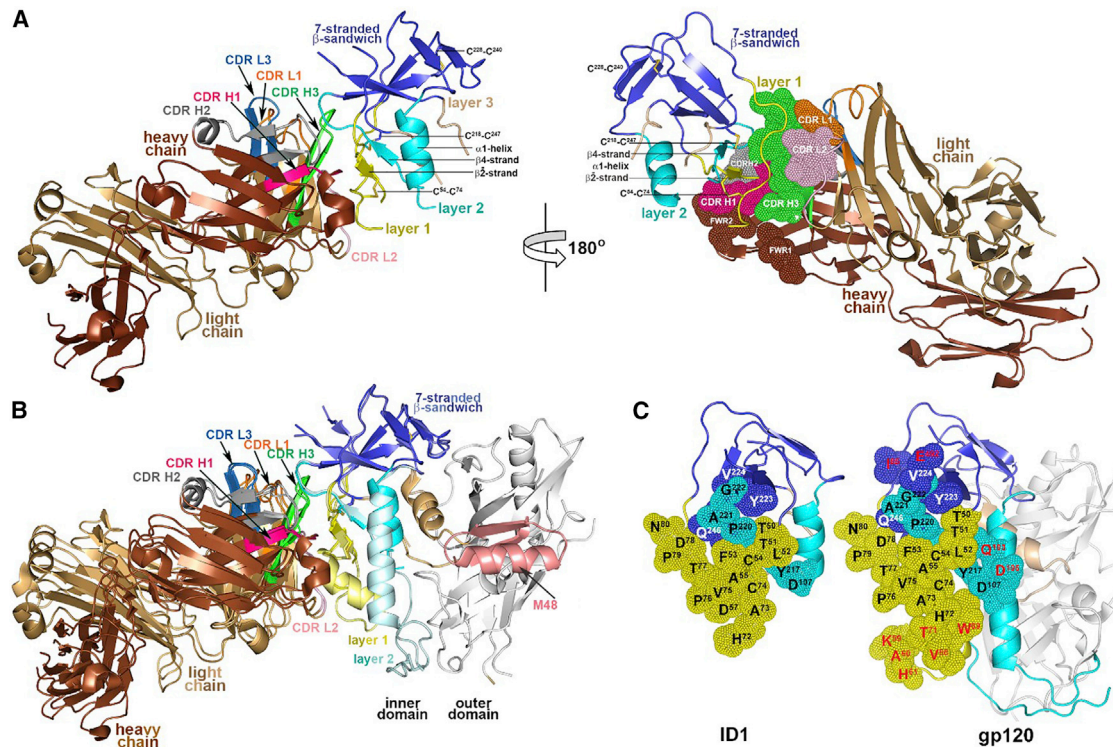 A
7-stranded
β-sandwich
C²²⁸-C²⁴⁰
CDR L3
CDR L1
CDR H3
CDR H1
CDR H2
layer 3
heavy
chain
C²¹⁸-C²⁴⁷
α1-helix
β4-strand
β2̄-strand
C⁵⁴-C⁷⁴
layer 2
layer 1
CDR L2
light
chain
180°
7-stranded
β-sandwich
C²²⁸-C²⁴⁰
layer 1
CDR L1
CDR L2
light
chain
C²¹⁸-C²⁴⁷
β4-strand
α1-helix
β2̄-strand
C⁵⁴-C⁷⁴
CDRH2
CDR H1
CDR H3
layer 2
FWR2
FWR1
heavy
chain
B
7-stranded
β-sandwich
CDR L3
CDR L1
CDR H3
CDR H1
CDR H2
M48
CDR L2
layer 1
layer 2
light
chain
heavy
chain
inner
domain
outer
domain
C
V²²⁴
G²²²
Y²²³
A²²¹
Q²⁴⁶
P²²⁰
T⁵⁰
N⁸⁰
D⁷⁸
T⁵¹
P⁷⁹
F⁵³
C⁵⁴
L⁵²
T⁷⁷
A⁵⁵
Y²¹⁷
V⁷⁵
C⁷⁴
D¹⁰⁷
P⁷⁶
D⁵⁷
A⁷³
H⁷²
ID1
V²²⁴
G²²²
Y²²³
A²²¹
Q²⁴⁶
P²²⁰
T⁵⁰
N⁸⁰
D⁷⁸
T⁵¹
P⁷⁹
F⁵³
C⁵⁴
L⁵²
Q¹⁰³
T⁷⁷
A⁵⁵
Y²¹⁷
V⁷⁵
C⁷⁴
D¹⁰⁷
P⁷⁶
A⁷³
H⁷²
T⁷¹
W⁶⁹
V⁶⁸
H⁶¹
gp120